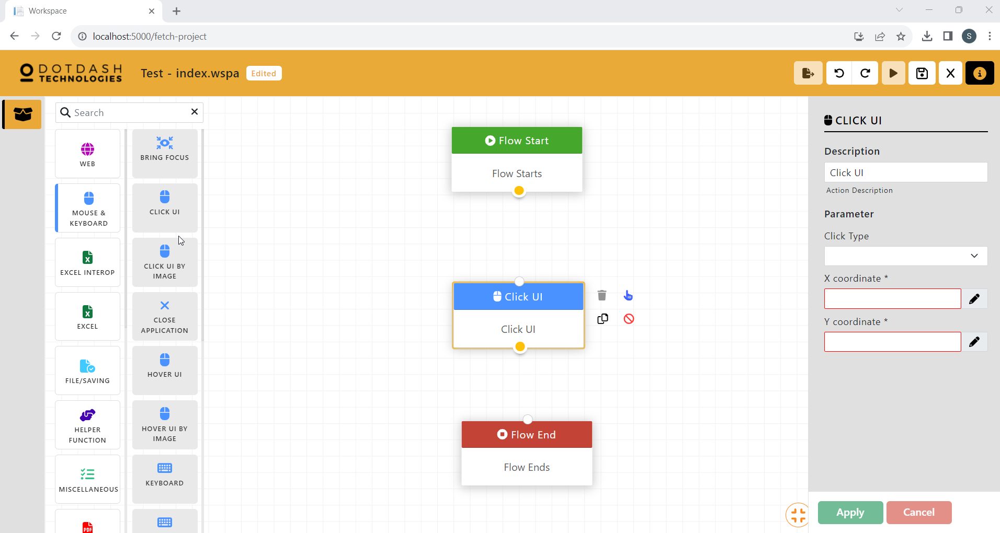 Workspace
localhost:5000/fetch-project
S
DOTDASH
TECHNOLOGIES
Test - index.wspa
Edited
Search
WEB
MOUSE &
KEYBOARD
EXCEL INTEROP
EXCEL
FILE/SAVING
HELPER
FUNCTION
MISCELLANEOUS
PDF
BRING FOCUS
CLICK UI
CLICK UI BY
IMAGE
CLOSE
APPLICATION
HOVER UI
HOVER UI BY
IMAGE
KEYBOARD
Flow Start
Flow Starts
Click UI
Click UI
Flow End
Flow Ends
CLICK UI
Description
Click UI
Action Description
Parameter
Click Type
X coordinate *
Y coordinate *
Apply
Cancel